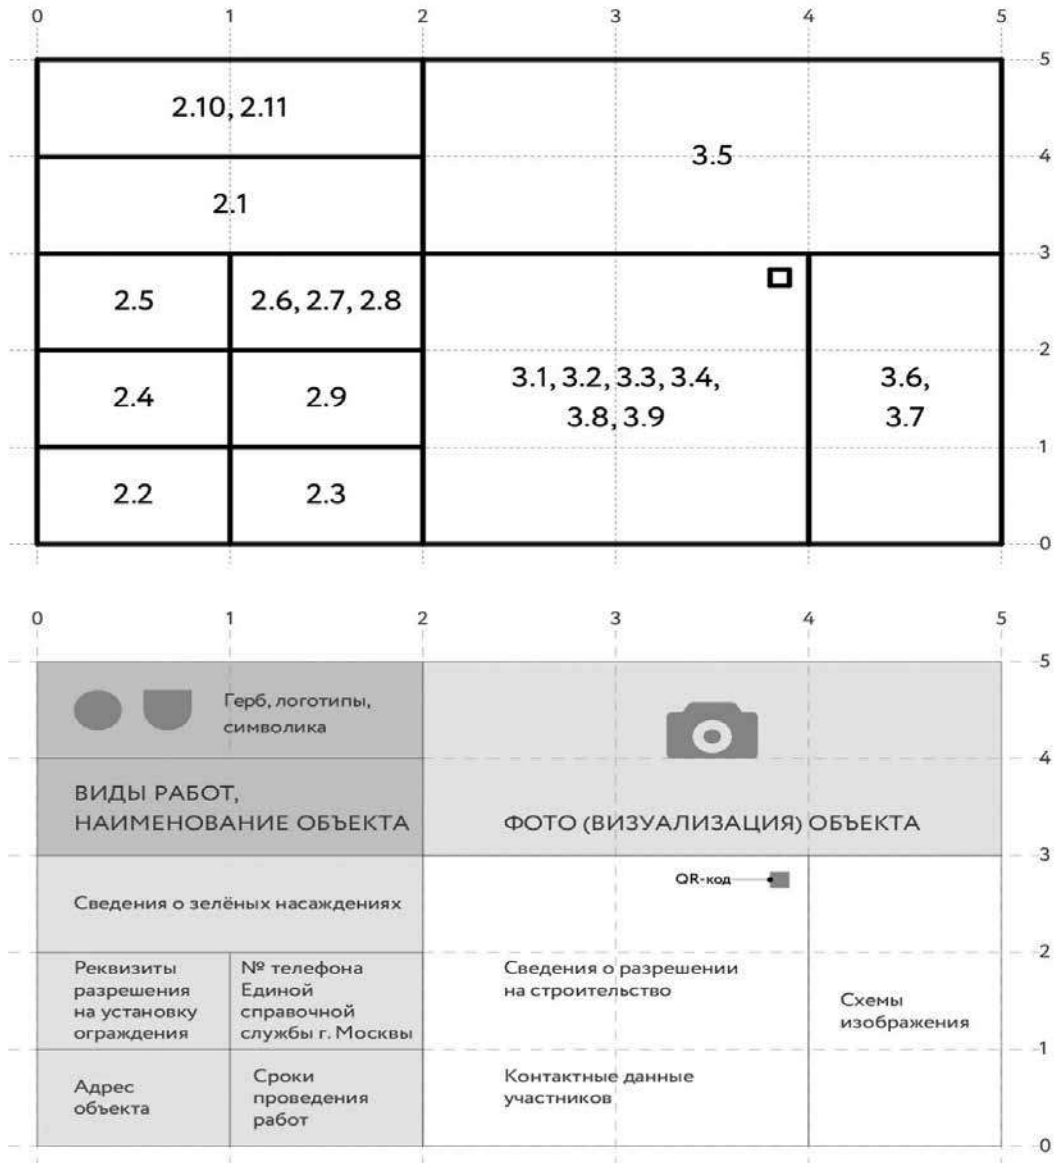 0 1 2 3 4 5
5
2.10, 2.11
3.5
4
2.1
3
2.5
2.6, 2.7, 2.8
2
3.1, 3.2, 3.3, 3.4,
3.8, 3.9
3.6,
3.7
2.4
2.9
1
2.2
2.3
0
0 1 2 3 4 5
5
Герб, логотипы,
символика
4
ВИДЫ РАБОТ,
НАИМЕНОВАНИЕ ОБЪЕКТА
ФОТО (ВИЗУАЛИЗАЦИЯ) ОБЪЕКТА
3
QR-код
Сведения о зелёных насаждениях
2
Реквизиты
разрешения
на установку
ограждения
№ телефона
Единой
справочной
службы г. Москвы
Сведения о разрешении
на строительство
Схемы
изображения
1
Адрес
объекта
Сроки
проведения
работ
Контактные данные
участников
0